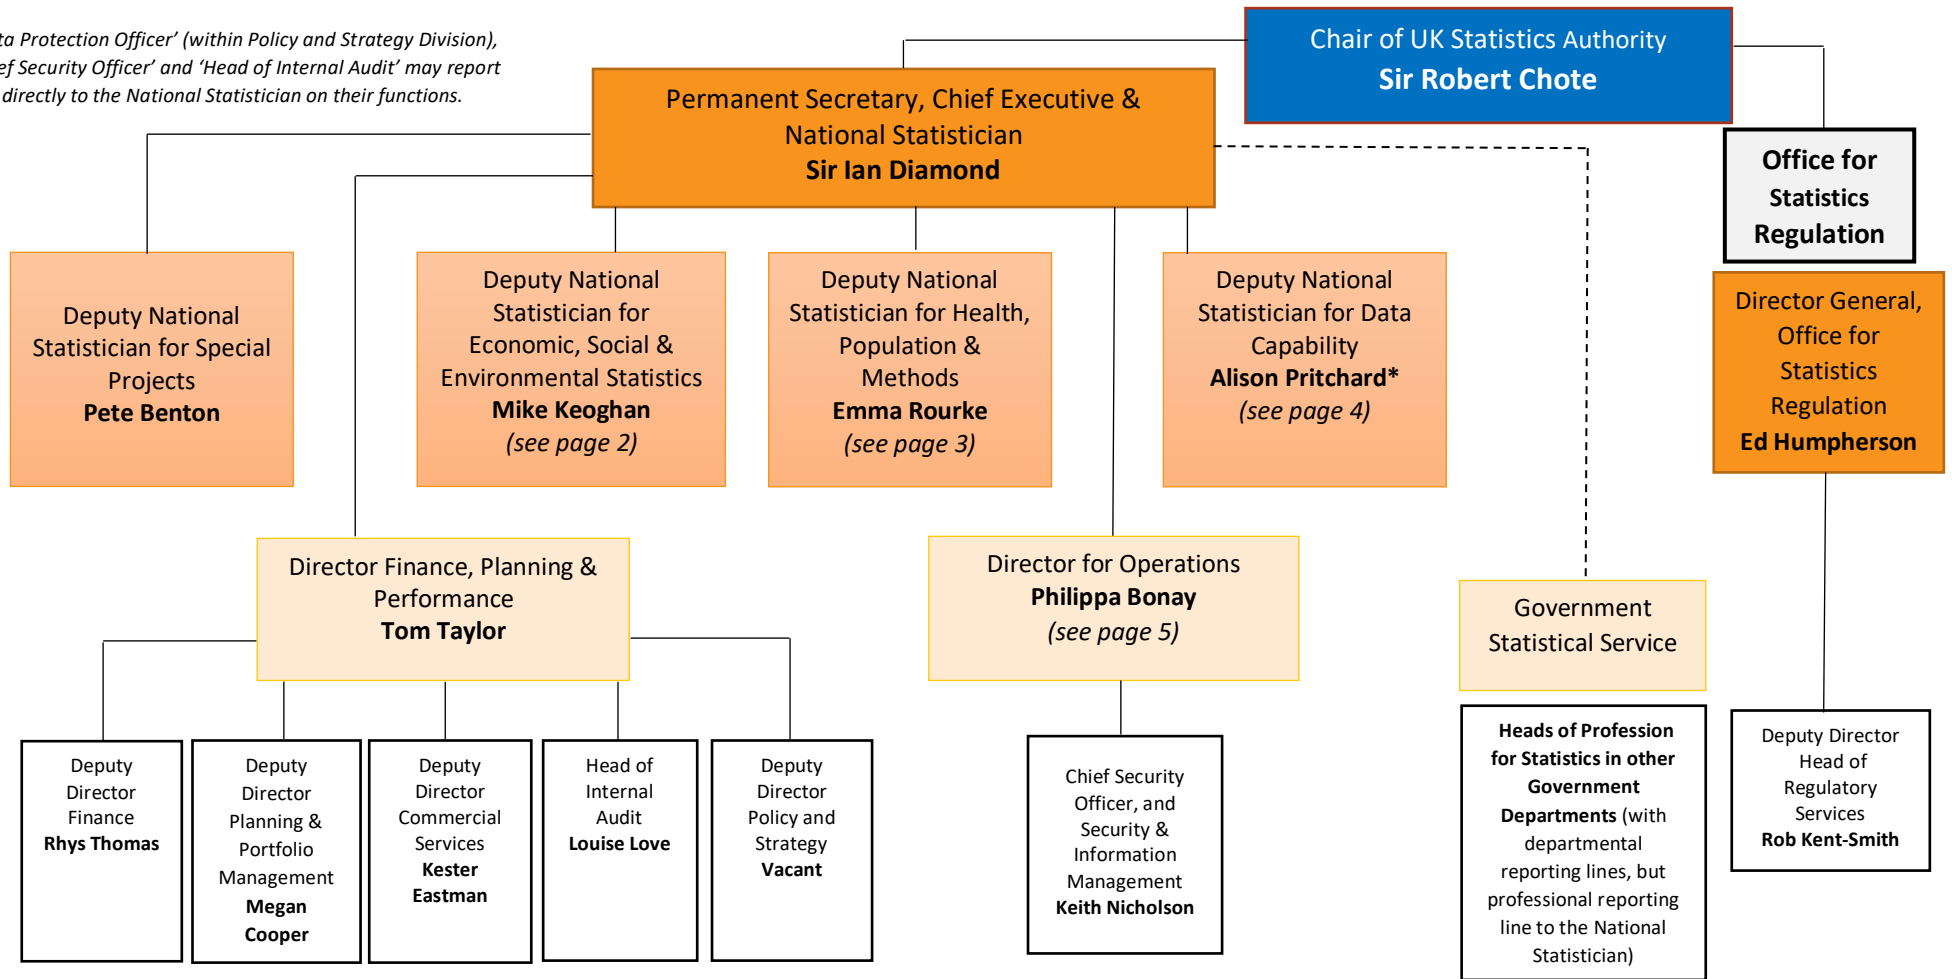 Protection Officer’ (within Policy and Strategy Division),
Security Officer’ and ‘Head of Internal Audit’ may report
directly to the National Statistician on their functions.
Chair of UK Statistics Authority
Sir Robert Chote
Permanent Secretary, Chief Executive &
National Statistician
Sir Ian Diamond
Office for
Statistics
Regulation
Deputy National
Statistician for Special
Projects
Pete Benton
Deputy National
Statistician for
Economic, Social &
Environmental Statistics
Mike Keoghan
(see page 2)
Deputy National
Statistician for Health,
Population &
Methods
Emma Rourke
(see page 3)
Deputy National
Statistician for Data
Capability
Alison Pritchard*
(see page 4)
Director General,
Office for
Statistics
Regulation
Ed Humpherson
Director Finance, Planning &
Performance
Tom Taylor
Director for Operations
Philippa Bonay
(see page 5)
Government
Statistical Service
Deputy
Director
Finance
Rhys Thomas
Deputy
Director
Planning &
Portfolio
Management
Megan
Cooper
Deputy
Director
Commercial
Services
Kester
Eastman
Head of
Internal
Audit
Louise Love
Deputy
Director
Policy and
Strategy
Vacant
Chief Security
Officer, and
Security &
Information
Management
Keith Nicholson
Heads of Profession
for Statistics in other
Government
Departments (with
departmental
reporting lines, but
professional reporting
line to the National
Statistician)
Deputy Director
Head of
Regulatory
Services
Rob Kent-Smith